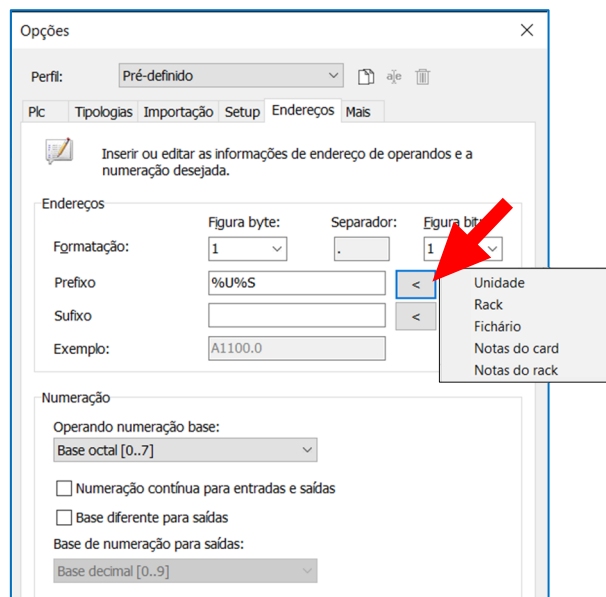 Opções
Perfil:
Pré-definido
Plc Tipologias Importação Setup Endereços Mais
Inserir ou editar as informações de endereço de operandos e a
numeração desejada.
Endereços
Figura byte: Separador: Figura bit
Formatação: 1 . 1
Prefixo %U%S <
Sufixo <
Exemplo: A1100.0
Unidade
Rack
Fichário
Notas do card
Notas do rack
Numeração
Operando numeração base:
Base octal [0..7]
Numeração contínua para entradas e saídas
Base diferente para saídas
Base de numeração para saídas:
Base decimal [0..9]